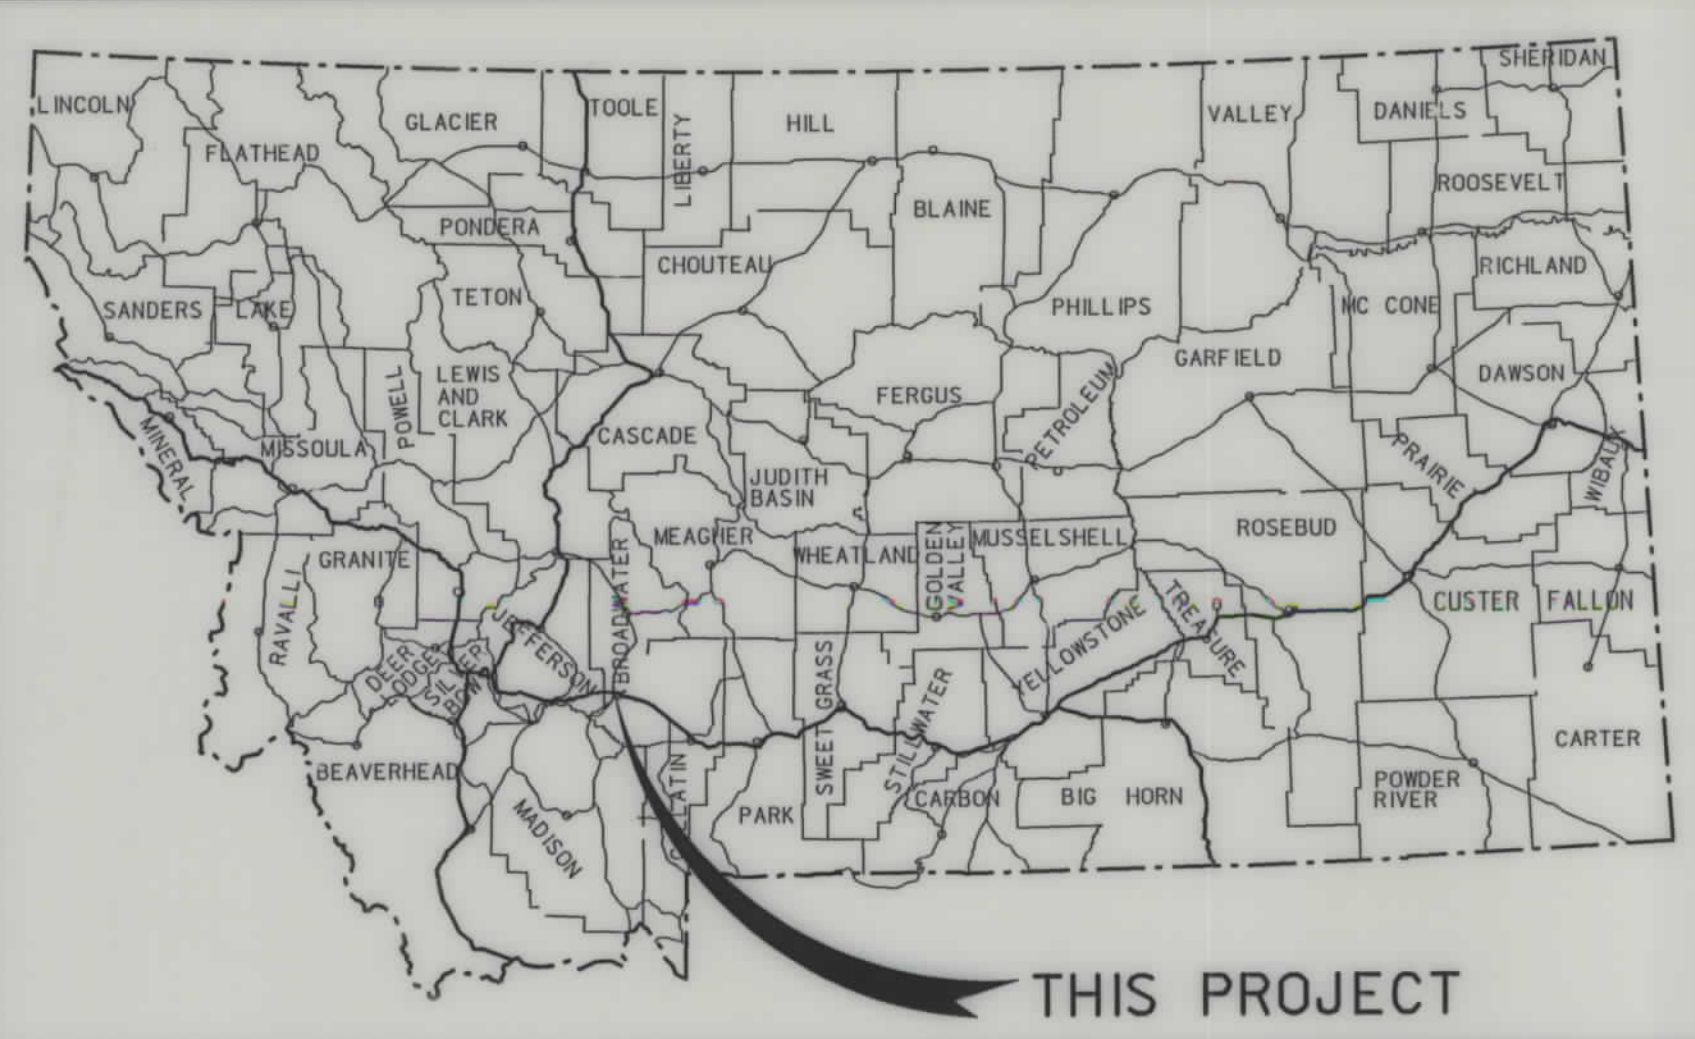 SHERIDAN
LINCOLN
GLACIER
TOOLE
LIBERTY
HILL
VALLEY
DANIELS
FLATHEAD
ROOSEVELT
BLAINE
PONDERA
CHOUTEAU
RICHLAND
SANDERS
LAKE
TETON
PHILLIPS
MC CONE
GARFIELD
DAWSON
POWELL
LEWIS
AND
CLARK
FERGUS
PETROLEUM
MINERAL
MISSOULA
CASCADE
PRAIRIE
WIBAUX
JUDITH
BASIN
MEAGHER
WHEATLAND
GOLDEN
VALLEY
MUSSELSHELL
ROSEBUD
GRANITE
RAVALLI
BROADWATER
TREASURE
CUSTER
FALLON
DEER
LODGE
SILVER
BOW
JEFFERSON
SWEET GRASS
STILLWATER
YELLOWSTONE
CARTER
BEAVERHEAD
MADISON
GALLATIN
PARK
CARBON
BIG HORN
POWDER
RIVER
THIS PROJECT